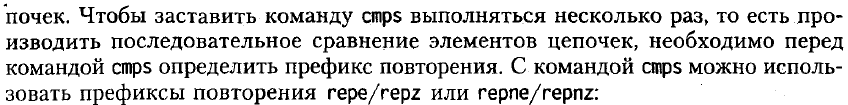 почек. Чтобы заставить команду cmps выполняться несколько раз, то есть про-
изводить последовательное сравнение элементов цепочек, необходимо перед
командой cmps определить префикс повторения. С командой cmps можно исполь-
зовать префиксы повторения repe/repz или repne/repnz: